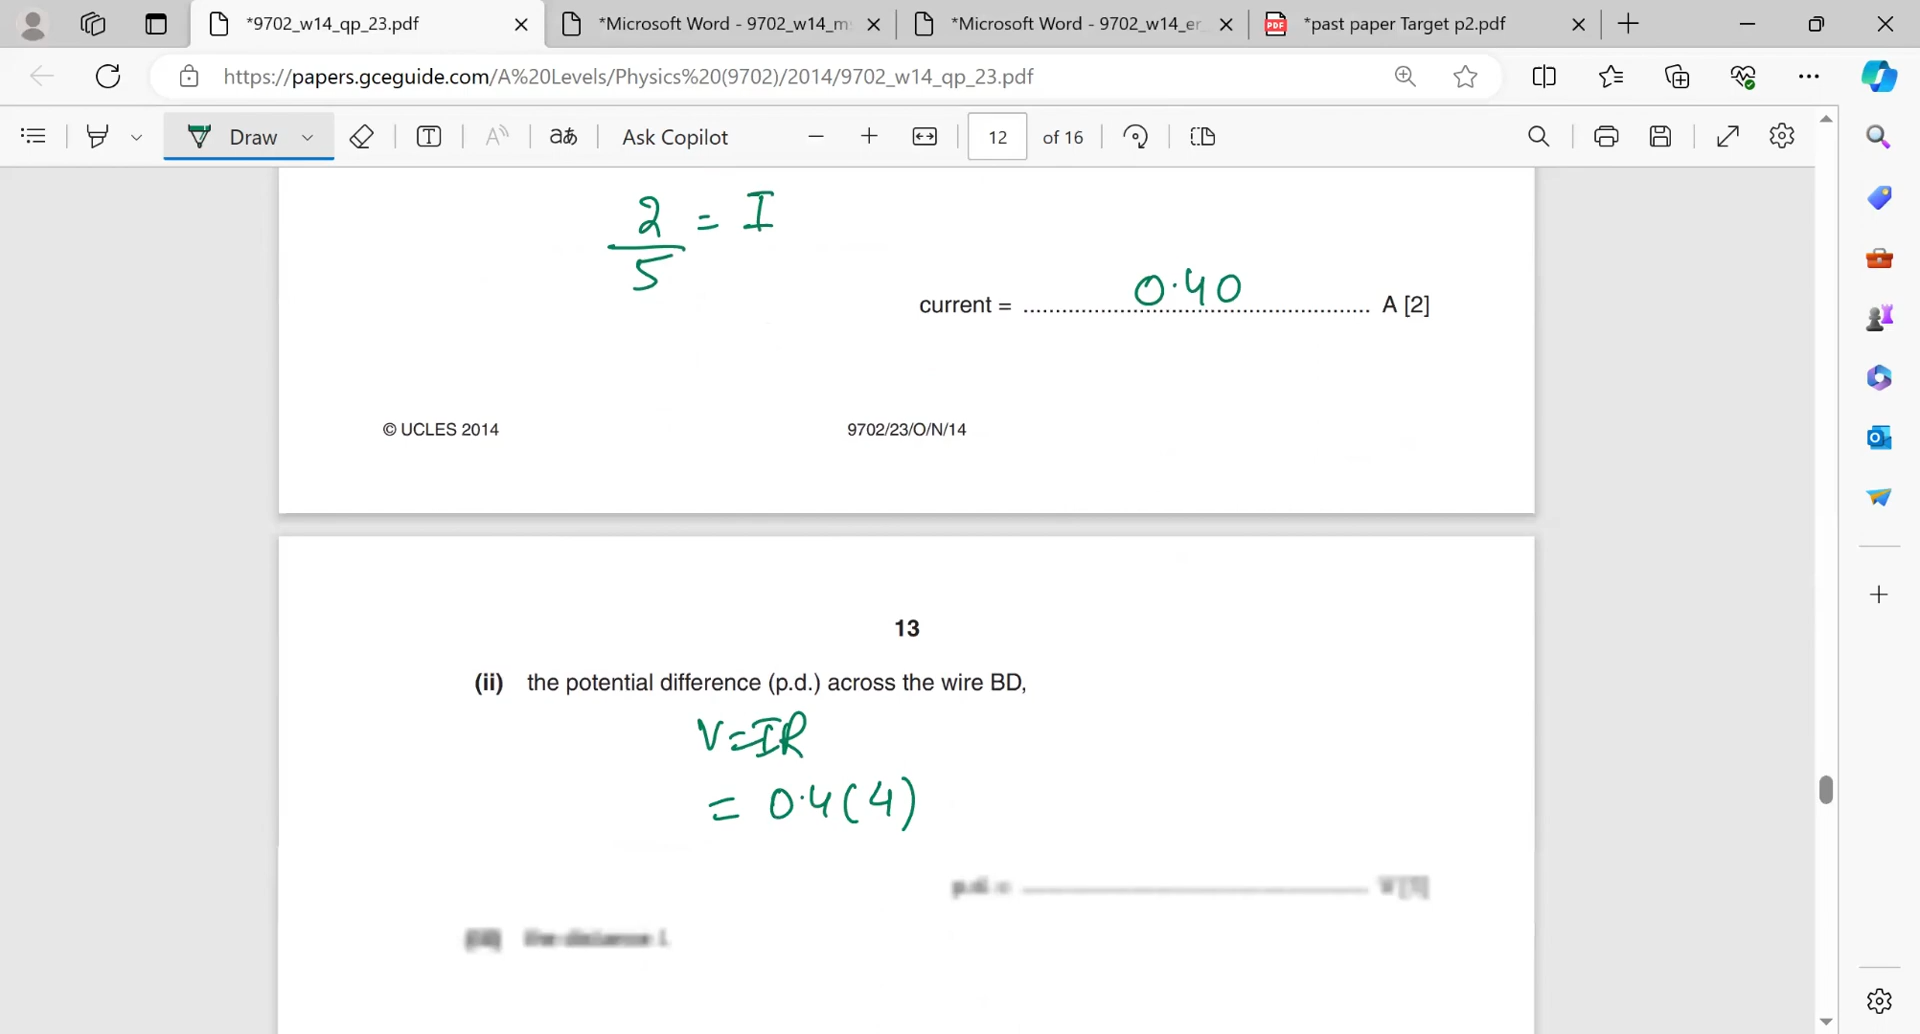 *9702_w14_qp_23.pdf
*Microsoft Word - 9702_w14_ms
*Microsoft Word - 9702_w14_er_
*past paper Target p2.pdf
https://papers.gceguide.com/A%20Levels/Physics%20(9702)/2014/9702_w14_qp_23.pdf
Draw
Ask Copilot
12 of 16
2/5 = I
current = 0.40 A [2]
© UCLES 2014
9702/23/O/N/14
13
(ii) the potential difference (p.d.) across the wire BD,
V=IR
= 0.4(4)